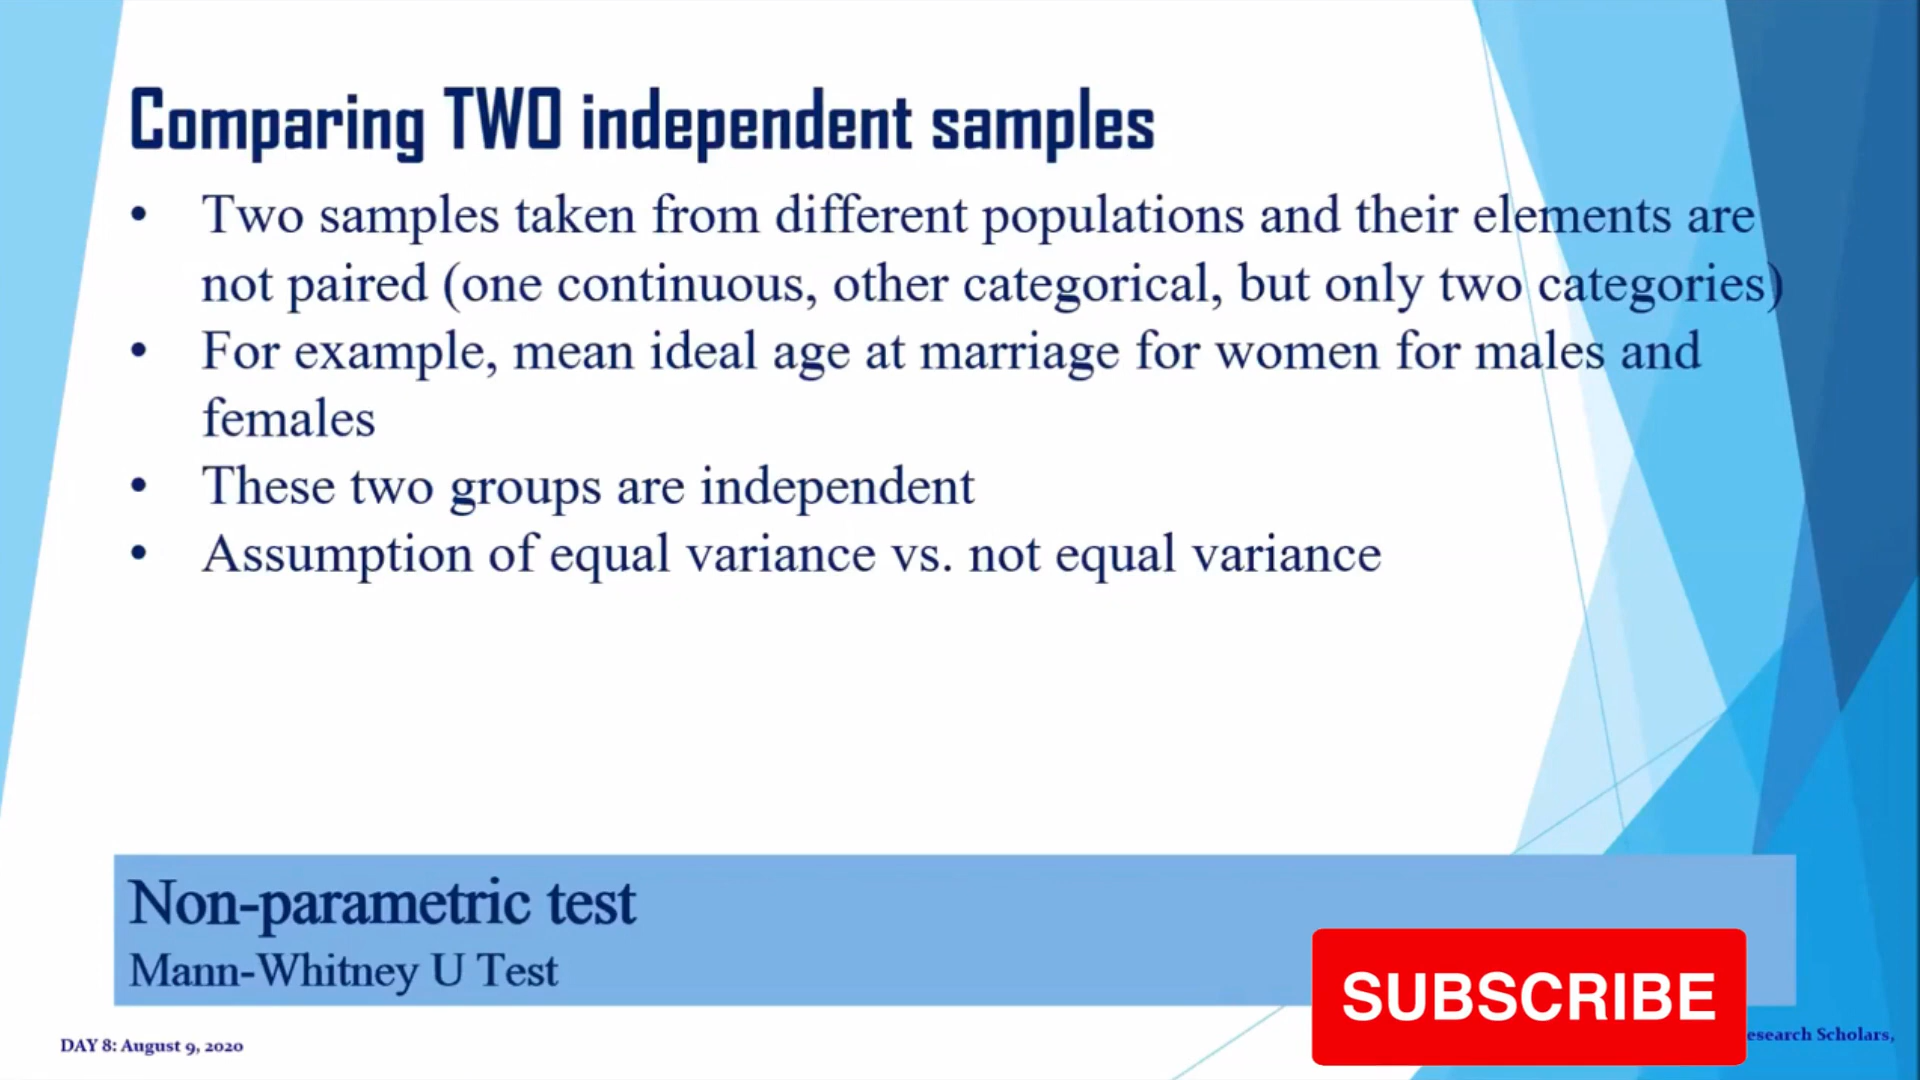 Comparing TWO independent samples
• Two samples taken from different populations and their elements are
not paired (one continuous, other categorical, but only two categories)
• For example, mean ideal age at marriage for women for males and
females
• These two groups are independent
• Assumption of equal variance vs. not equal variance
Non-parametric test
Mann-Whitney U Test
SUBSCRIBE
DAY 8: August 9, 2020
Scholars,